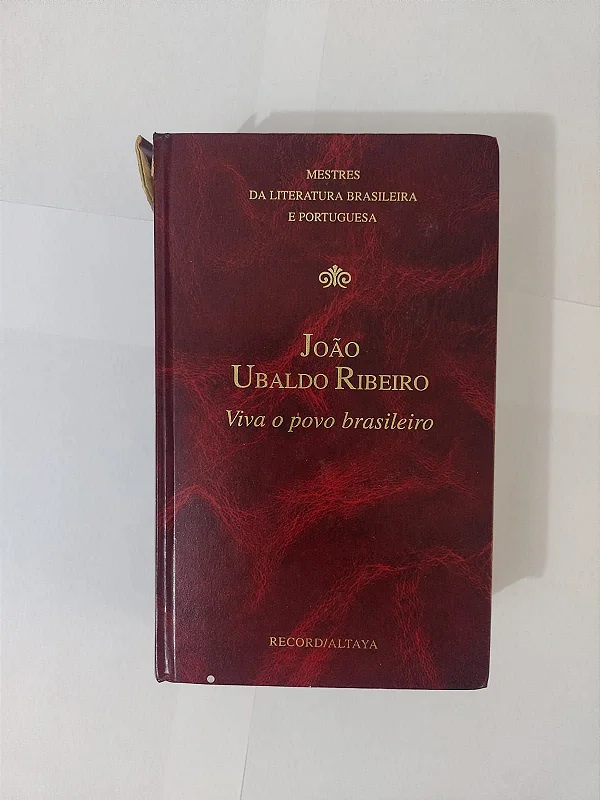 MESTRES
DA LITERATURA BRASILEIRA
E PORTUGUESA
JOÃO
UBALDO RIBEIRO
Viva o povo brasileiro
RECORD/ALTAYA